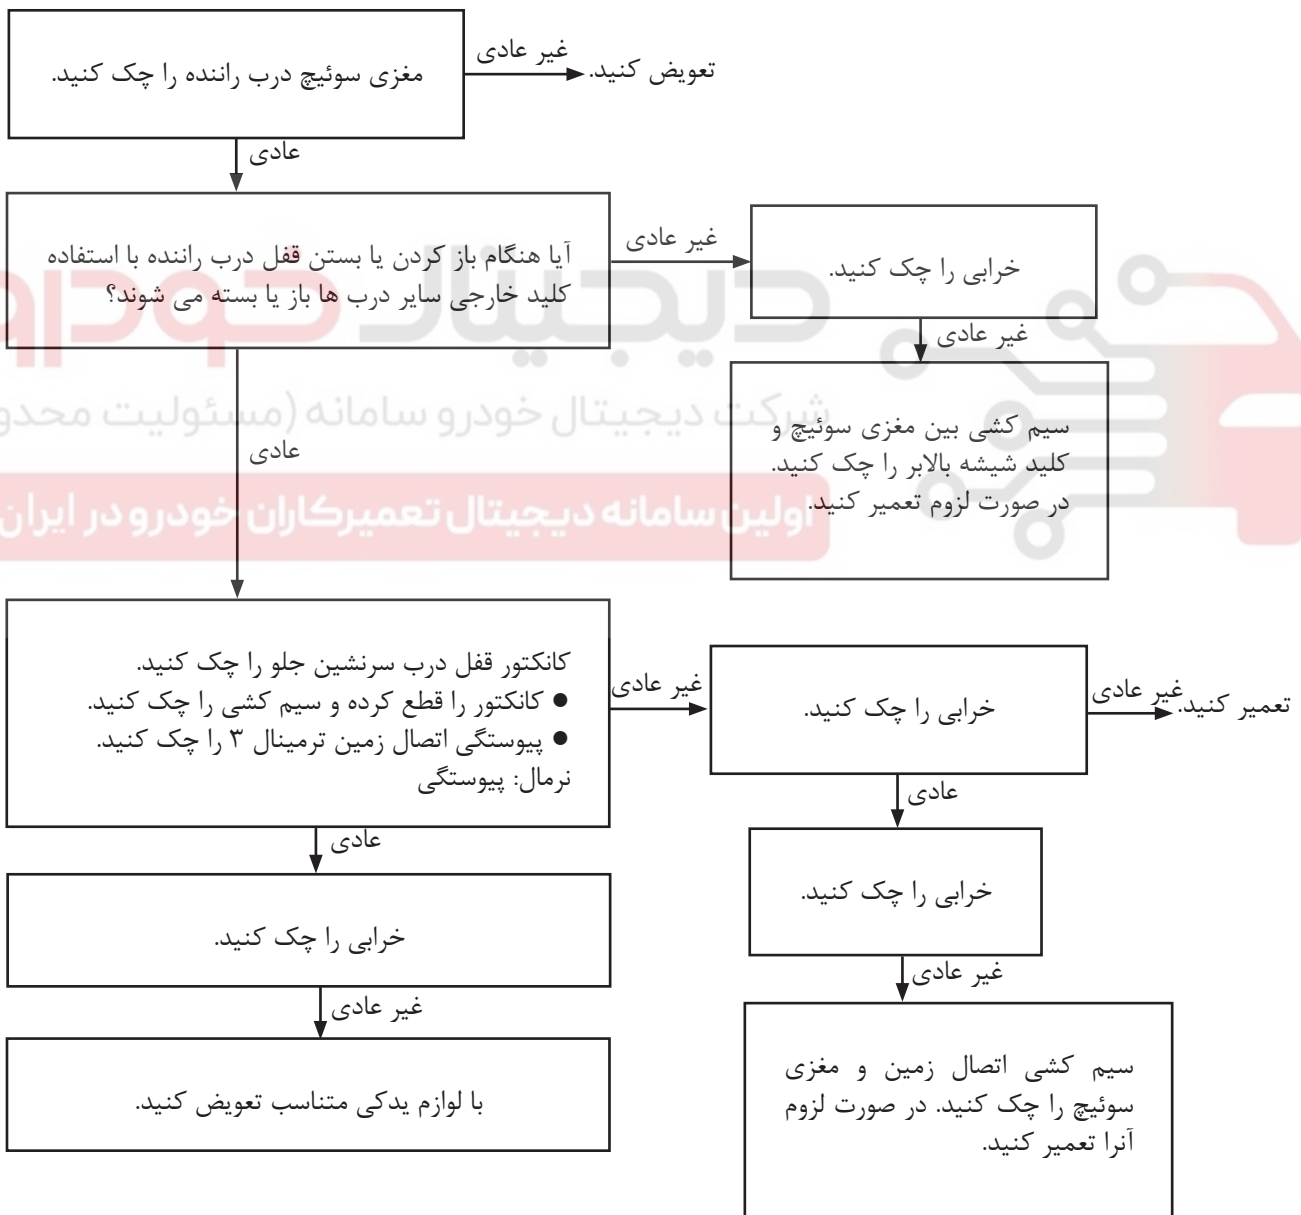 مغزی سوئیچ درب راننده را چک کنید.
غیر عادی
تعویض کنید.
عادی
آیا هنگام باز کردن یا بستن قفل درب راننده با استفاده
کلید خارجی سایر درب ها باز یا بسته می شوند؟
غیر عادی
خرابی را چک کنید.
غیر عادی
سیم کشی بین مغزی سوئیچ و
کلید شیشه بالابر را چک کنید.
در صورت لزوم تعمیر کنید.
عادی
دیجیتال خودرو
شرکت دیجیتال خودرو سامانه (مسئولیت محدو
اولین سامانه دیجیتال تعمیرکاران خودرو در ایران
کانکتور قفل درب سرنشین جلو را چک کنید.
● کانکتور را قطع کرده و سیم کشی را چک کنید.
● پیوستگی اتصال زمین ترمینال ۳ را چک کنید.
نرمال: پیوستگی
غیر عادی
خرابی را چک کنید.
غیر عادی
تعمیر کنید.
عادی
خرابی را چک کنید.
غیر عادی
سیم کشی اتصال زمین و مغزی
سوئیچ را چک کنید. در صورت لزوم
آنرا تعمیر کنید.
عادی
خرابی را چک کنید.
غیر عادی
با لوازم یدکی متناسب تعویض کنید.